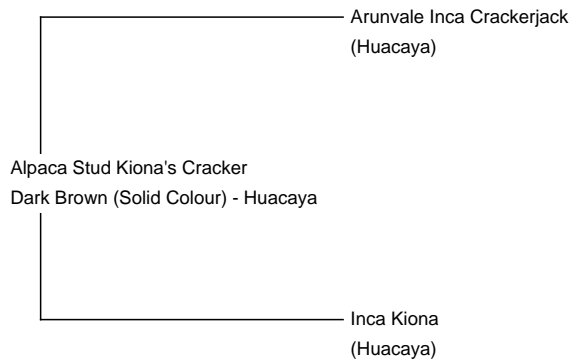 Arunvale Inca Crackerjack
(Huacaya)
Alpaca Stud Kiona's Cracker
Dark Brown (Solid Colour) - Huacaya
Inca Kiona
(Huacaya)